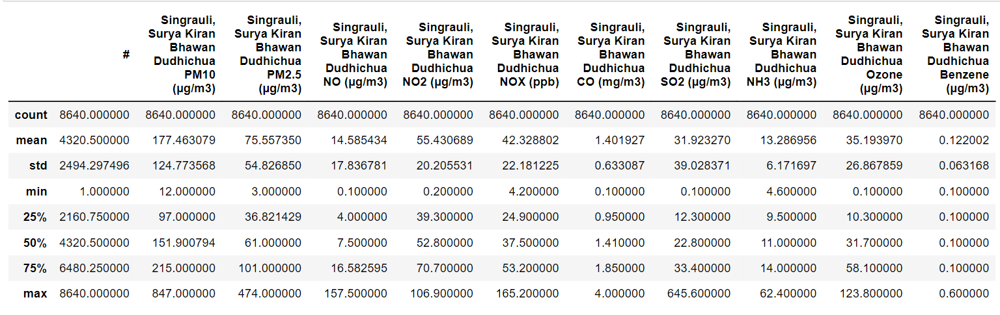 #
Singrauli,
Surya Kiran
Bhawan
Dudhichua
PM10
(µg/m3)
Singrauli,
Surya Kiran
Bhawan
Dudhichua
PM2.5
(µg/m3)
Singrauli,
Surya Kiran
Bhawan
Dudhichua
NO (µg/m3)
Singrauli,
Surya Kiran
Bhawan
Dudhichua
NO2 (µg/m3)
Singrauli,
Surya Kiran
Bhawan
Dudhichua
NOX (ppb)
Singrauli,
Surya Kiran
Bhawan
Dudhichua
CO (mg/m3)
Singrauli,
Surya Kiran
Bhawan
Dudhichua
SO2 (µg/m3)
Singrauli,
Surya Kiran
Bhawan
Dudhichua
NH3 (µg/m3)
Singrauli,
Surya Kiran
Bhawan
Dudhichua
Ozone
(µg/m3)
Singrauli,
Surya Kiran
Bhawan
Dudhichua
Benzene
(µg/m3)
count 8640.000000 8640.000000 8640.000000 8640.000000 8640.000000 8640.000000 8640.000000 8640.000000 8640.000000 8640.000000 8640.000000
mean 4320.500000 177.463079 75.557350 14.585434 55.430689 42.328802 1.401927 31.923270 13.286956 35.193970 0.122002
std 2494.297496 124.773568 54.826850 17.836781 20.205531 22.181225 0.633087 39.028371 6.171697 26.867859 0.063168
min 1.000000 12.000000 3.000000 0.100000 0.200000 4.200000 0.100000 0.100000 4.600000 0.100000 0.100000
25% 2160.750000 97.000000 36.821429 4.000000 39.300000 24.900000 0.950000 12.300000 9.500000 10.300000 0.100000
50% 4320.500000 151.900794 61.000000 7.500000 52.800000 37.500000 1.410000 22.800000 11.000000 31.700000 0.100000
75% 6480.250000 215.000000 101.000000 16.582595 70.700000 53.200000 1.850000 33.400000 14.000000 58.100000 0.100000
max 8640.000000 847.000000 474.000000 157.500000 106.900000 165.200000 4.000000 645.600000 62.400000 123.800000 0.600000